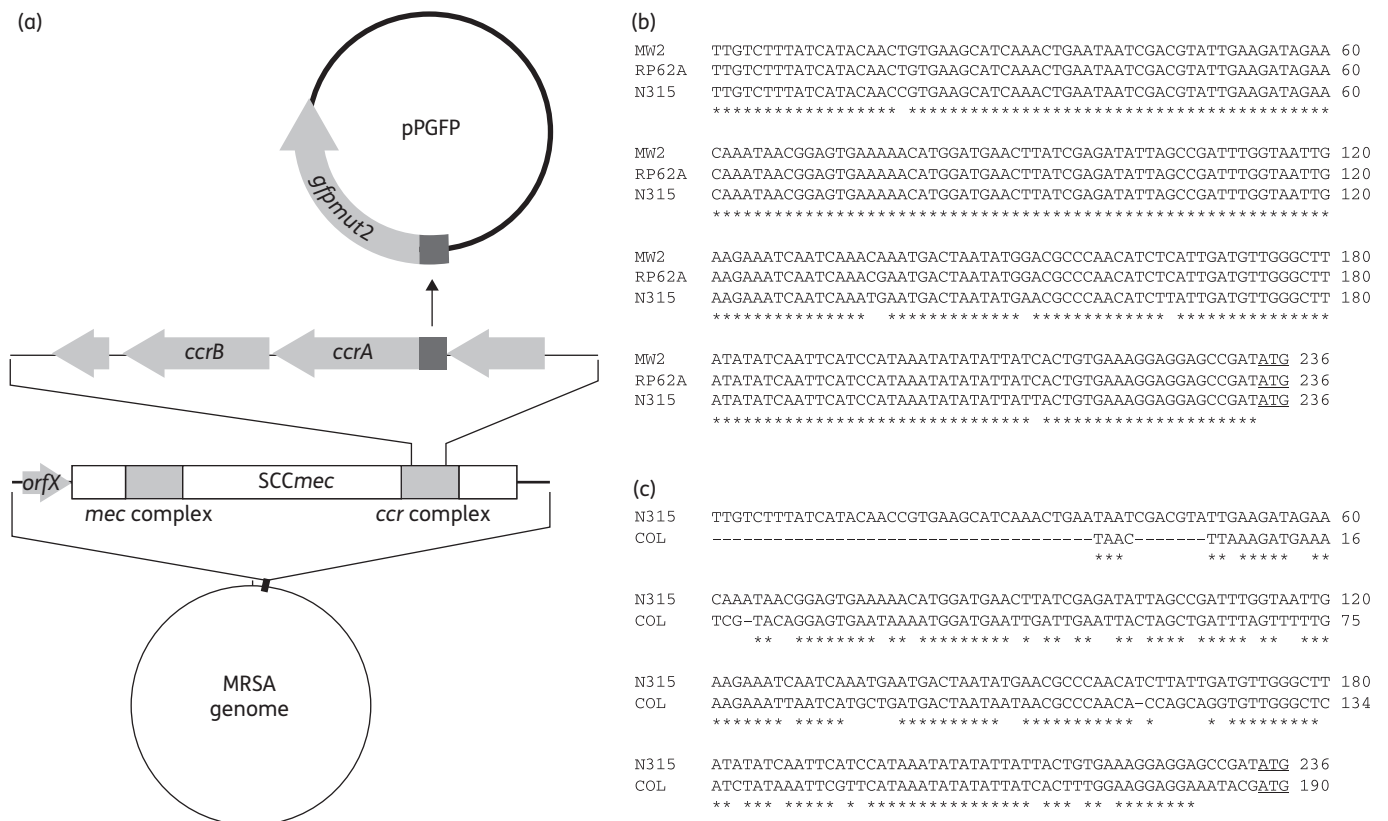 (a)
pPGFP
gfpmut2
ccrB
ccrA
orfX
SCCmec
mec complex
ccr complex
MRSA
genome
(b)
MW2 TTGTCTTTATCATACAACTGTGAAGCATCAAACTGAATAATCGACGTATTGAAGATAGAA 60
RP62A TTGTCTTTATCATACAACTGTGAAGCATCAAACTGAATAATCGACGTATTGAAGATAGAA 60
N315 TTGTCTTTATCATACAACCGTGAAGCATCAAACTGAATAATCGACGTATTGAAGATAGAA 60
****************** *****************************************
MW2 CAAATAACGGAGTGAAAAACATGGATGAACTTATCGAGATATTAGCCGATTTGGTAATTG 120
RP62A CAAATAACGGAGTGAAAAACATGGATGAACTTATCGAGATATTAGCCGATTTGGTAATTG 120
N315 CAAATAACGGAGTGAAAAACATGGATGAACTTATCGAGATATTAGCCGATTTGGTAATTG 120
************************************************************
MW2 AAGAAATCAATCAAACAAATGACTAATATGGACGCCCAACATCTCATTGATGTTGGGCTT 180
RP62A AAGAAATCAATCAAACGAATGACTAATATGGACGCCCAACATCTCATTGATGTTGGGCTT 180
N315 AAGAAATCAATCAAATGAATGACTAATATGAACGCCCAACATCTTATTGATGTTGGGCTT 180
***************  ************* ************* ***************
MW2 ATATATCAATTCATCCATAAATATATATTATCACTGTGAAAGGAGGAGCCGATATG 236
RP62A ATATATCAATTCATCCATAAATATATATTATCACTGTGAAAGGAGGAGCCGATATG 236
N315 ATATATCAATTCATCCATAAATATATATTATTACTGTGAAAGGAGGAGCCGATATG 236
******************************* *********************
(c)
N315 TTGTCTTTATCATACAACCGTGAAGCATCAAACTGAATAATCGACGTATTGAAGATAGAA 60
COL -------------------------------------TAAC-------TTAAAGATGAAA 16
*** ** ***** **
N315 CAAATAACGGAGTGAAAAACATGGATGAACTTATCGAGATATTAGCCGATTTGGTAATTG 120
COL TCG-TACAGGAGTGAATAAAATGGATGAATTGATTGAATTACTAGCTGATTTAGTTTTTG 75
** ******** ** ********* * ** ** ** **** ***** ** ***
N315 AAGAAATCAATCAAATGAATGACTAATATGAACGCCCAACATCTTATTGATGTTGGGCTT 180
COL AAGAAATTAATCATGCTGATGACTAATAATAACGCCCAACA-CCAGCAGGTGTTGGGCTC 134
******* ***** ********** *********** * * *********
N315 ATATATCAATTCATCCATAAATATATATTATTACTGTGAAAGGAGGAGCCGATATG 236
COL ATCTATAAATTCGTTCATAAATATATATTATCACTTTGGAAGGAGGAAATACGATG 190
** *** ***** * **************** *** ** ********